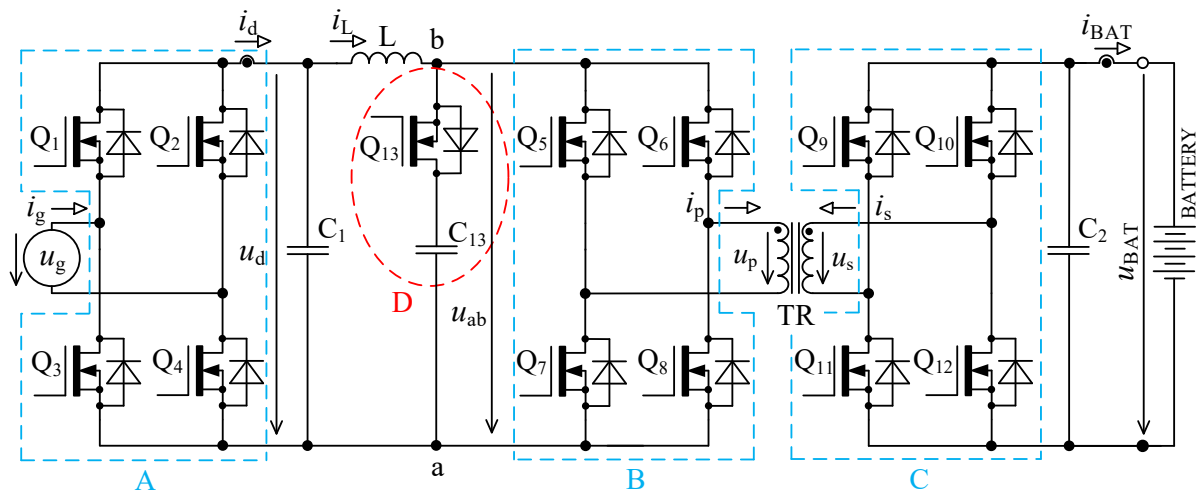 i_d
i_L
L
b
i_BAT
Q_1
Q_2
Q_13
Q_5
Q_6
Q_9
Q_10
BATTERY
i_g
i_p
i_s
u_g
u_d
C_1
C_13
u_p
u_s
C_2
u_BAT
D
u_ab
TR
Q_3
Q_4
Q_7
Q_8
Q_11
Q_12
a
A
B
C